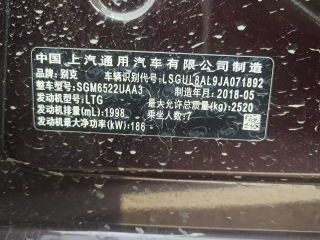 中国 上汽通用汽车有限公司制造
品牌: 别克 车辆识别代号: LSGUL8AL9JA071892
整车型号: SGM6522UAA3 制造年月: 2018-05
发动机型号: LTG 最大允许总质量(kg): 2520
发动机排量(mL): 1998 乘坐人数: 7
发动机最大净功率(kW): 186